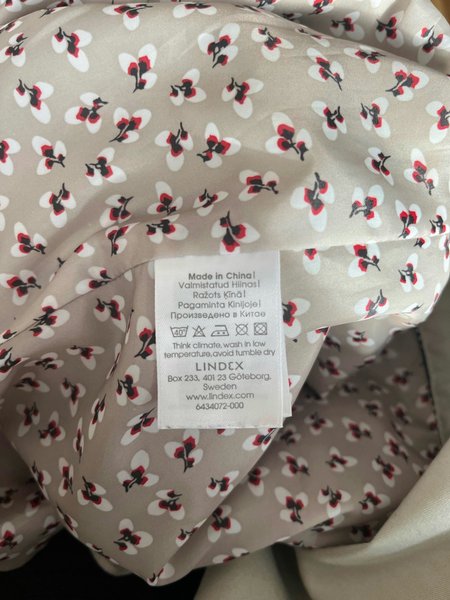 Made in China/
Valmistatud Hiinas/
Ražots Ķīnā/
Pagaminta Kinijoje/
Произведено в Китае
40°
Think climate, wash in low
temperature, avoid tumble dry
LINDEX
Box 233, 401 23 Göteborg,
Sweden
www.lindex.com
6434072-000